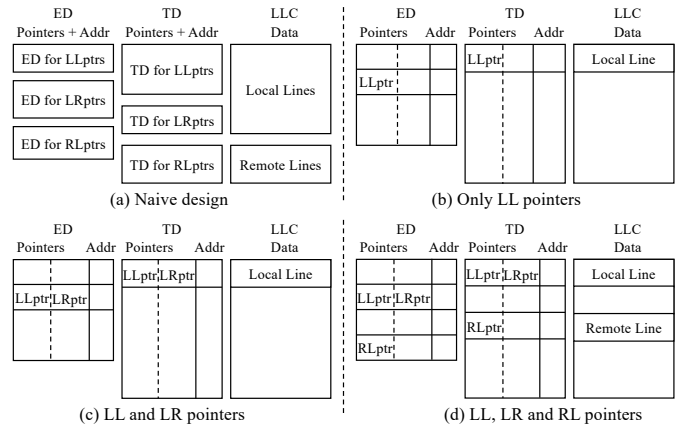 ED TD LLC
Pointers + Addr Pointers + Addr Data
ED for LLptrs
ED for LRptrs
ED for RLptrs
TD for LLptrs
TD for LRptrs
TD for RLptrs
Local Lines
Remote Lines
(a) Naive design
ED TD LLC
Pointers Addr Pointers Addr Data
LLptr Local Line
LLptr
(b) Only LL pointers
ED TD LLC
Pointers Addr Pointers Addr Data
LLptr LRptr Local Line
LLptr LRptr
(c) LL and LR pointers
ED TD LLC
Pointers Addr Pointers Addr Data
LLptr LRptr Local Line
LLptr LRptr
RLptr Remote Line
RLptr
(d) LL, LR and RL pointers